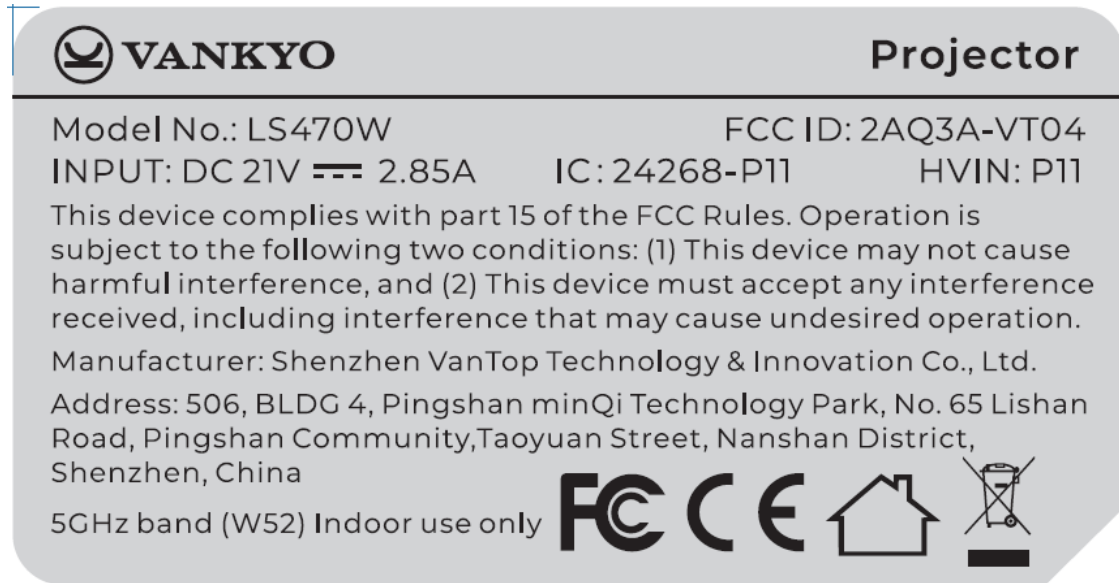 VANKYO Projector
Model No.: LS470W FCC ID: 2AQ3A-VT04
INPUT: DC 21V ⎓ 2.85A IC: 24268-P11 HVIN: P11
This device complies with part 15 of the FCC Rules. Operation is
subject to the following two conditions: (1) This device may not cause
harmful interference, and (2) This device must accept any interference
received, including interference that may cause undesired operation.
Manufacturer: Shenzhen VanTop Technology & Innovation Co., Ltd.
Address: 506, BLDG 4, Pingshan minQi Technology Park, No. 65 Lishan
Road, Pingshan Community,Taoyuan Street, Nanshan District,
Shenzhen, China
5GHz band (W52) Indoor use only FC CE